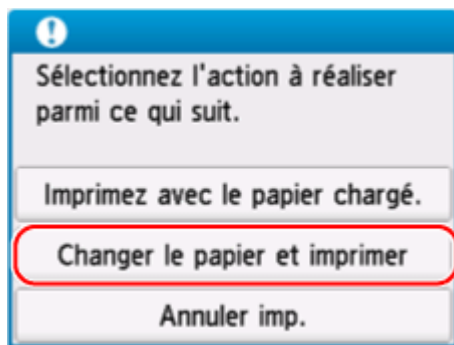 Sélectionnez l'action à réaliser
parmi ce qui suit.
Imprimez avec le papier chargé.
Changer le papier et imprimer
Annuler imp.